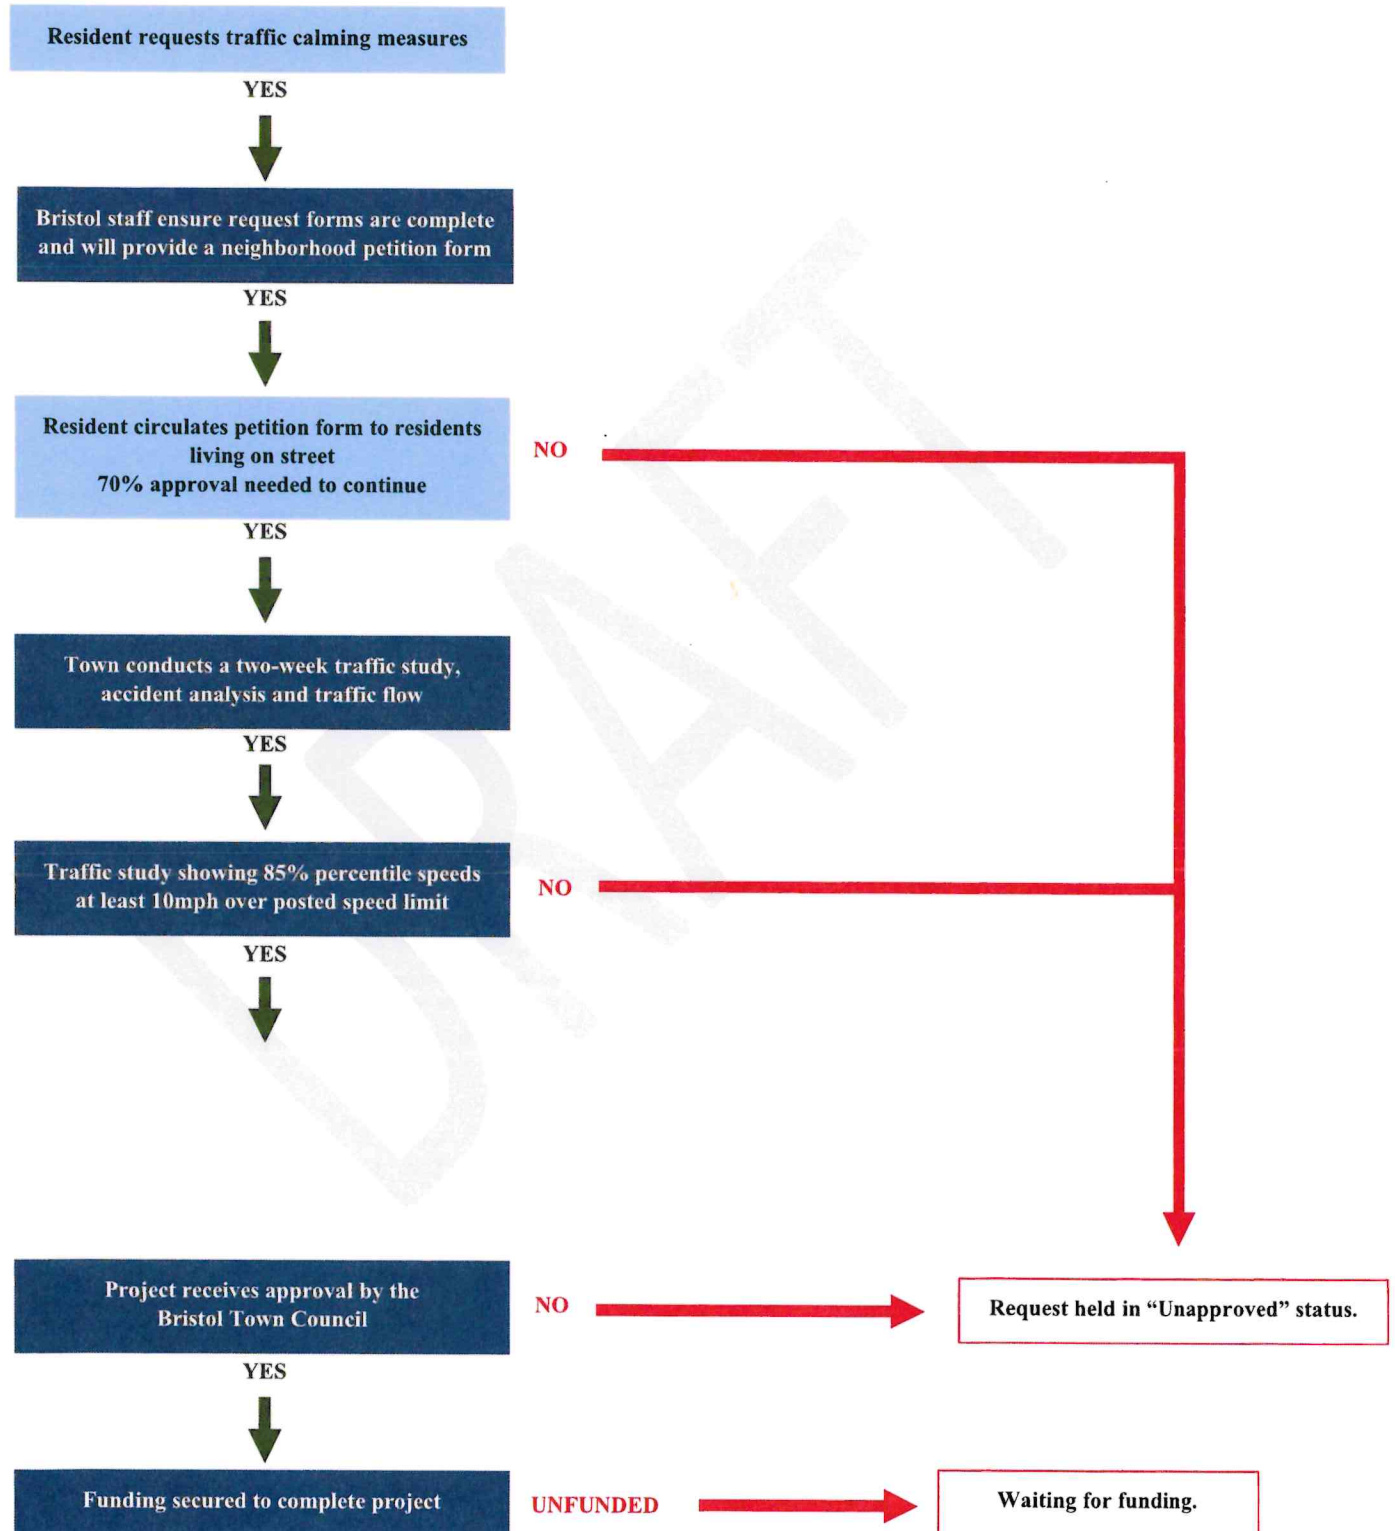 Resident requests traffic calming measures
YES
Bristol staff ensure request forms are complete
and will provide a neighborhood petition form
YES
Resident circulates petition form to residents
living on street
70% approval needed to continue
NO
YES
Town conducts a two-week traffic study,
accident analysis and traffic flow
YES
Traffic study showing 85% percentile speeds
at least 10mph over posted speed limit
NO
YES
DRAFT
Project receives approval by the
Bristol Town Council
NO
Request held in “Unapproved” status.
YES
Funding secured to complete project
UNFUNDED
Waiting for funding.